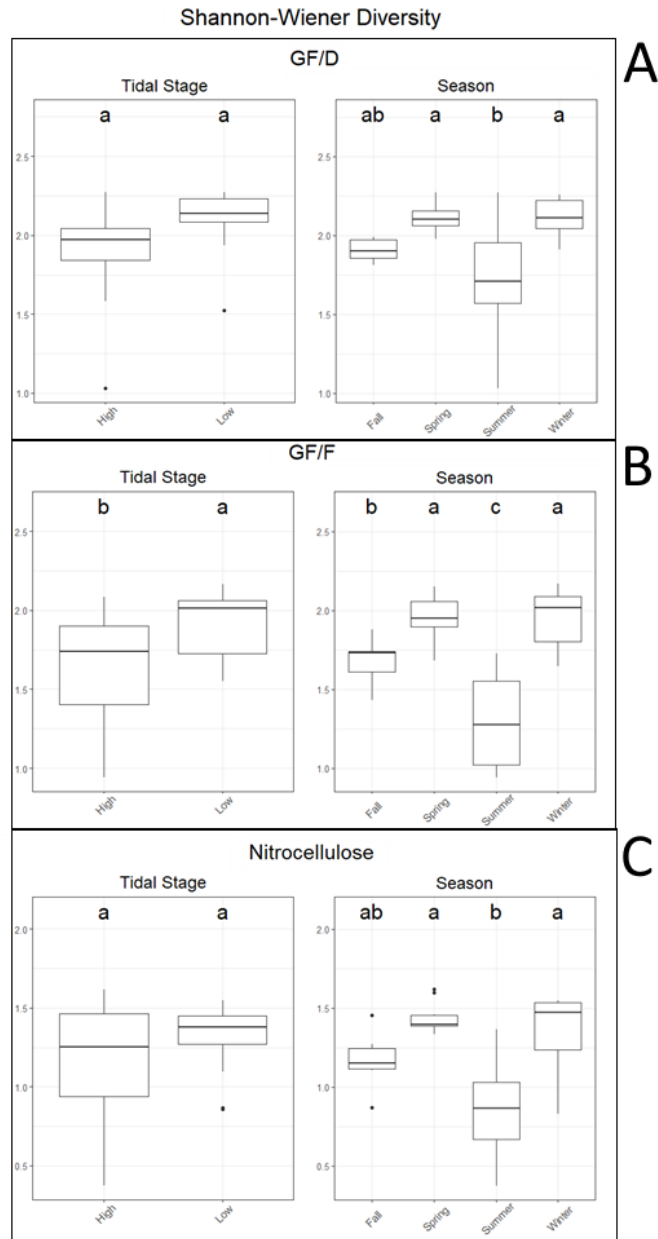 Shannon-Wiener Diversity
A
GF/D
Tidal Stage
Season
a a
ab a b a
2.5
2.0
1.5
1.0
High Low
Fall Spring Summer Winter
B
GF/F
Tidal Stage
Season
b a
b a c a
2.5
2.0
1.5
1.0
High Low
Fall Spring Summer Winter
C
Nitrocellulose
Tidal Stage
Season
a a
ab a b a
2.0
1.5
1.0
0.5
High Low
Fall Spring Summer Winter